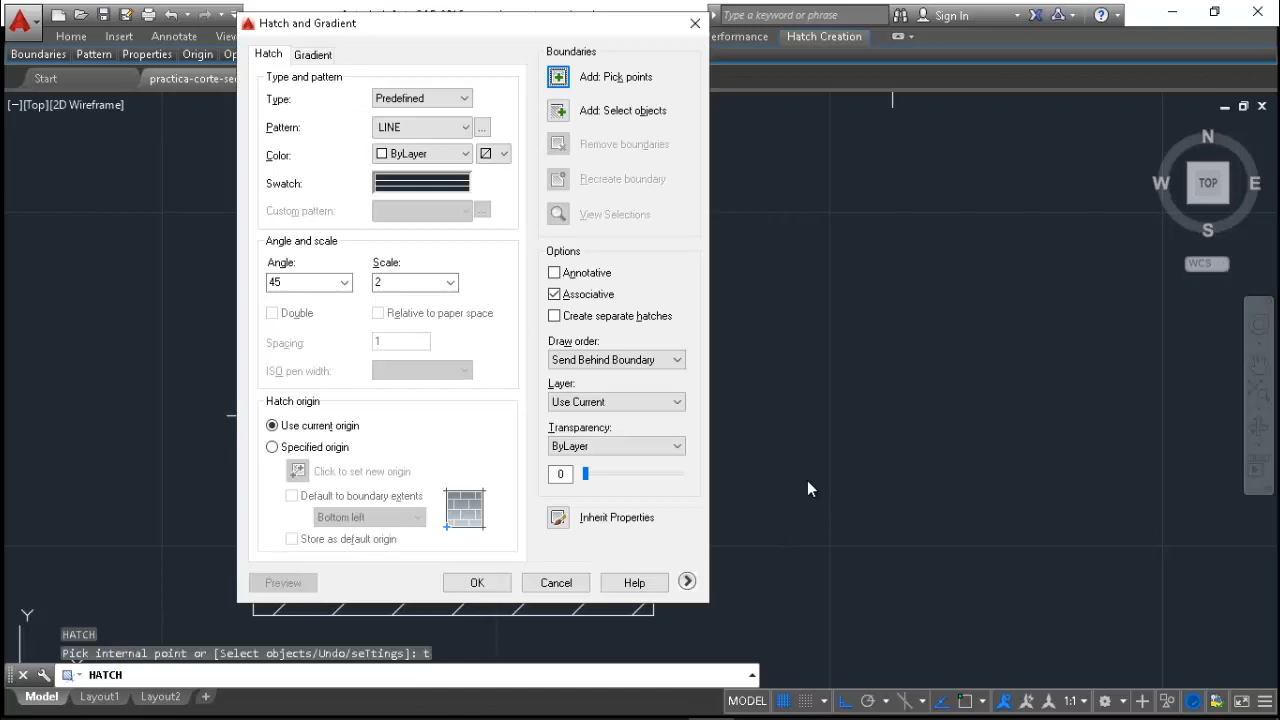 Hatch and Gradient
Type a keyword or phrase
Sign In
Home
Insert
Annotate
Hatch Creation
Boundaries
Pattern
Properties
Origin
Start
[−][Top][2D Wireframe]
Hatch
Gradient
Type and pattern
Type:
Predefined
Pattern:
LINE
...
Color:
ByLayer
Swatch:
Custom pattern:
...
Angle and scale
Angle:
Scale:
45
2
Double
Relative to paper space
Spacing:
1
ISO pen width:
Hatch origin
Use current origin
Specified origin
Click to set new origin
Default to boundary extents
Bottom left
Store as default origin
Preview
OK
Cancel
Help
Boundaries
Add: Pick points
Add: Select objects
Remove boundaries
Recreate boundary
View Selections
Options
Annotative
Associative
Create separate hatches
Draw order:
Send Behind Boundary
Layer:
Use Current
Transparency:
ByLayer
0
Inherit Properties
N
W
TOP
E
S
WCS
Y
HATCH
Pick internal point or [Select objects/Undo/seTtings]: t
HATCH
Model
Layout1
Layout2
+
MODEL
1:1